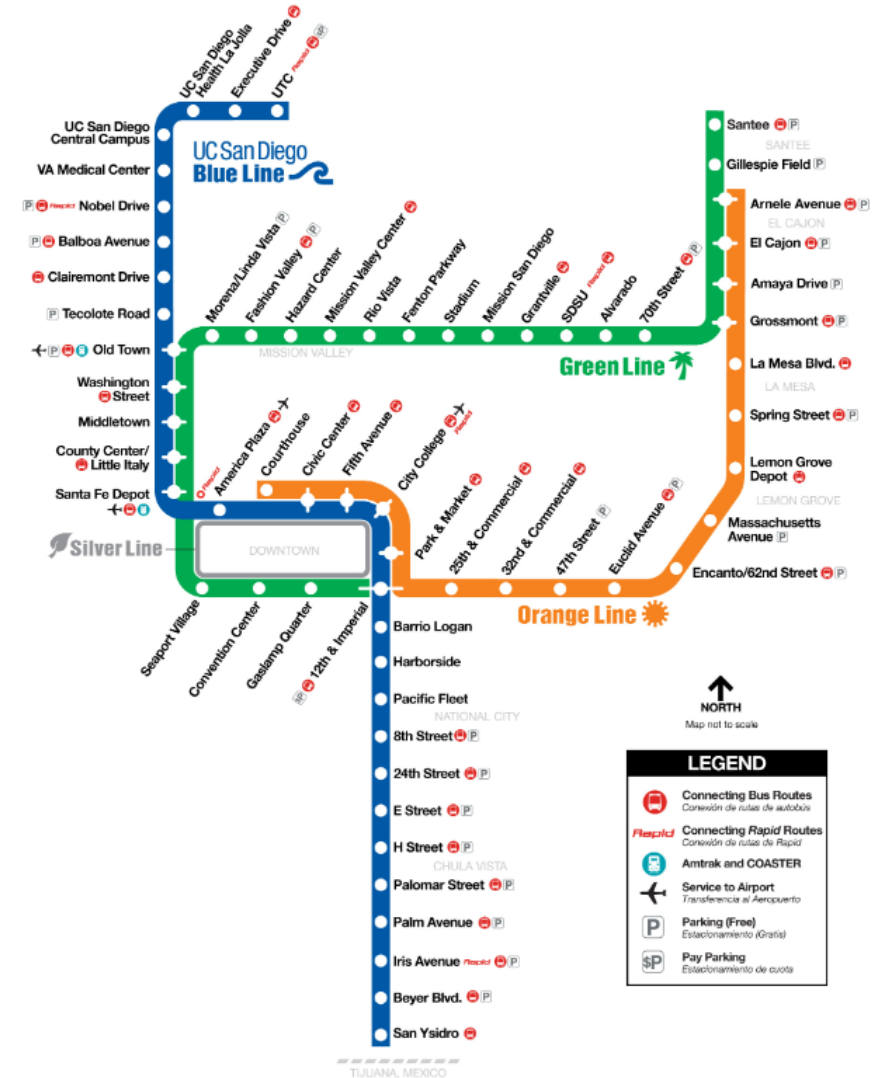 UC San Diego
Health La Jolla
Executive Drive
UTC Rapid $P
UC San Diego
Central Campus
VA Medical Center
P Rapid Nobel Drive
P Balboa Avenue
Clairemont Drive
P Tecolote Road
P Old Town
Washington
Street
Middletown
County Center/
Little Italy
Santa Fe Depot
UC San Diego
Blue Line
Morena/Linda Vista P
Fashion Valley P
Hazard Center
Mission Valley Center
Rio Vista
Fenton Parkway
Stadium
Mission San Diego
Grantville
SDSU Rapid
Alvarado
70th Street P
MISSION VALLEY
Green Line
Santee P
SANTEE
Gillespie Field P
Arnele Avenue P
EL CAJON
El Cajon P
Amaya Drive P
Grossmont P
La Mesa Blvd.
LA MESA
Spring Street P
Lemon Grove
Depot
LEMON GROVE
Massachusetts
Avenue P
Encanto/62nd Street P
Rapid
America Plaza
Courthouse
Civic Center
Fifth Avenue
City College
Rapid
Park & Market
25th & Commercial
32nd & Commercial
47th Street P
Euclid Avenue P
Silver Line
DOWNTOWN
Orange Line
Seaport Village
Convention Center
Gaslamp Quarter
$P 12th & Imperial
Barrio Logan
Harborside
Pacific Fleet
NATIONAL CITY
8th Street P
24th Street P
E Street P
H Street P
CHULA VISTA
Palomar Street P
Palm Avenue P
Iris Avenue Rapid P
Beyer Blvd. P
San Ysidro
TIJUANA, MEXICO
NORTH
Map not to scale
LEGEND
Connecting Bus Routes
Conexión de rutas de autobús
Rapid Connecting Rapid Routes
Conexión de rutas de Rapid
Amtrak and COASTER
Service to Airport
Transferencia al Aeropuerto
P Parking (Free)
Estacionamiento (Gratis)
$P Pay Parking
Estacionamiento de cuota